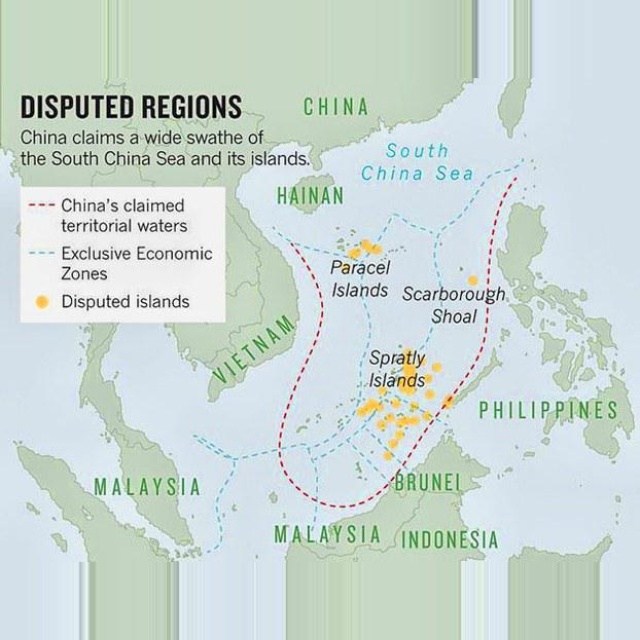 DISPUTED REGIONS
China claims a wide swathe of
the South China Sea and its islands.
China's claimed
territorial waters
Exclusive Economic
Zones
Disputed islands
CHINA
South
China Sea
HAINAN
Paracel
Islands
Scarborough
Shoal
VIETNAM
Spratly
Islands
PHILIPPINES
MALAYSIA
BRUNEI
MALAYSIA
INDONESIA